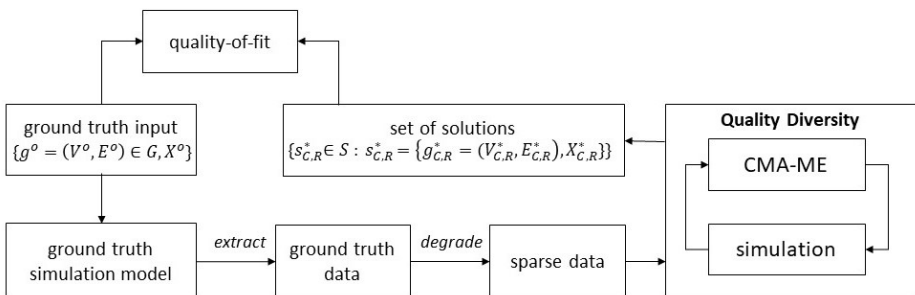 quality-of-fit
ground truth input
{g^o = (V^o, E^o) ∈ G, X^o}
set of solutions
{s^*_{C,R} ∈ S : s^*_{C,R} = {g^*_{C,R} = (V^*_{C,R}, E^*_{C,R}), X^*_{C,R}}}
Quality Diversity
CMA-ME
simulation
ground truth
simulation model
extract
ground truth
data
degrade
sparse data